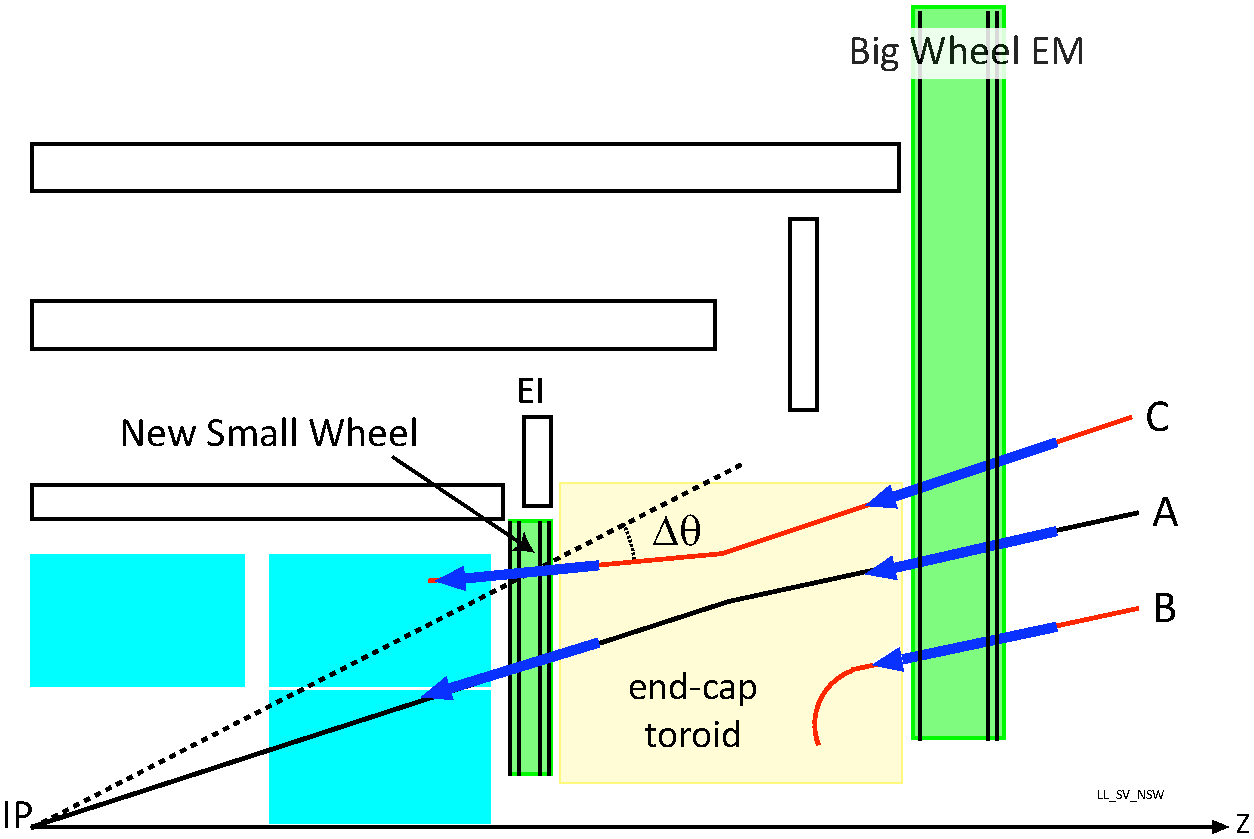 Big Wheel EM
EI
New Small Wheel
C
Δθ
A
B
end-cap
toroid
LL_SV_NSW
IP
z